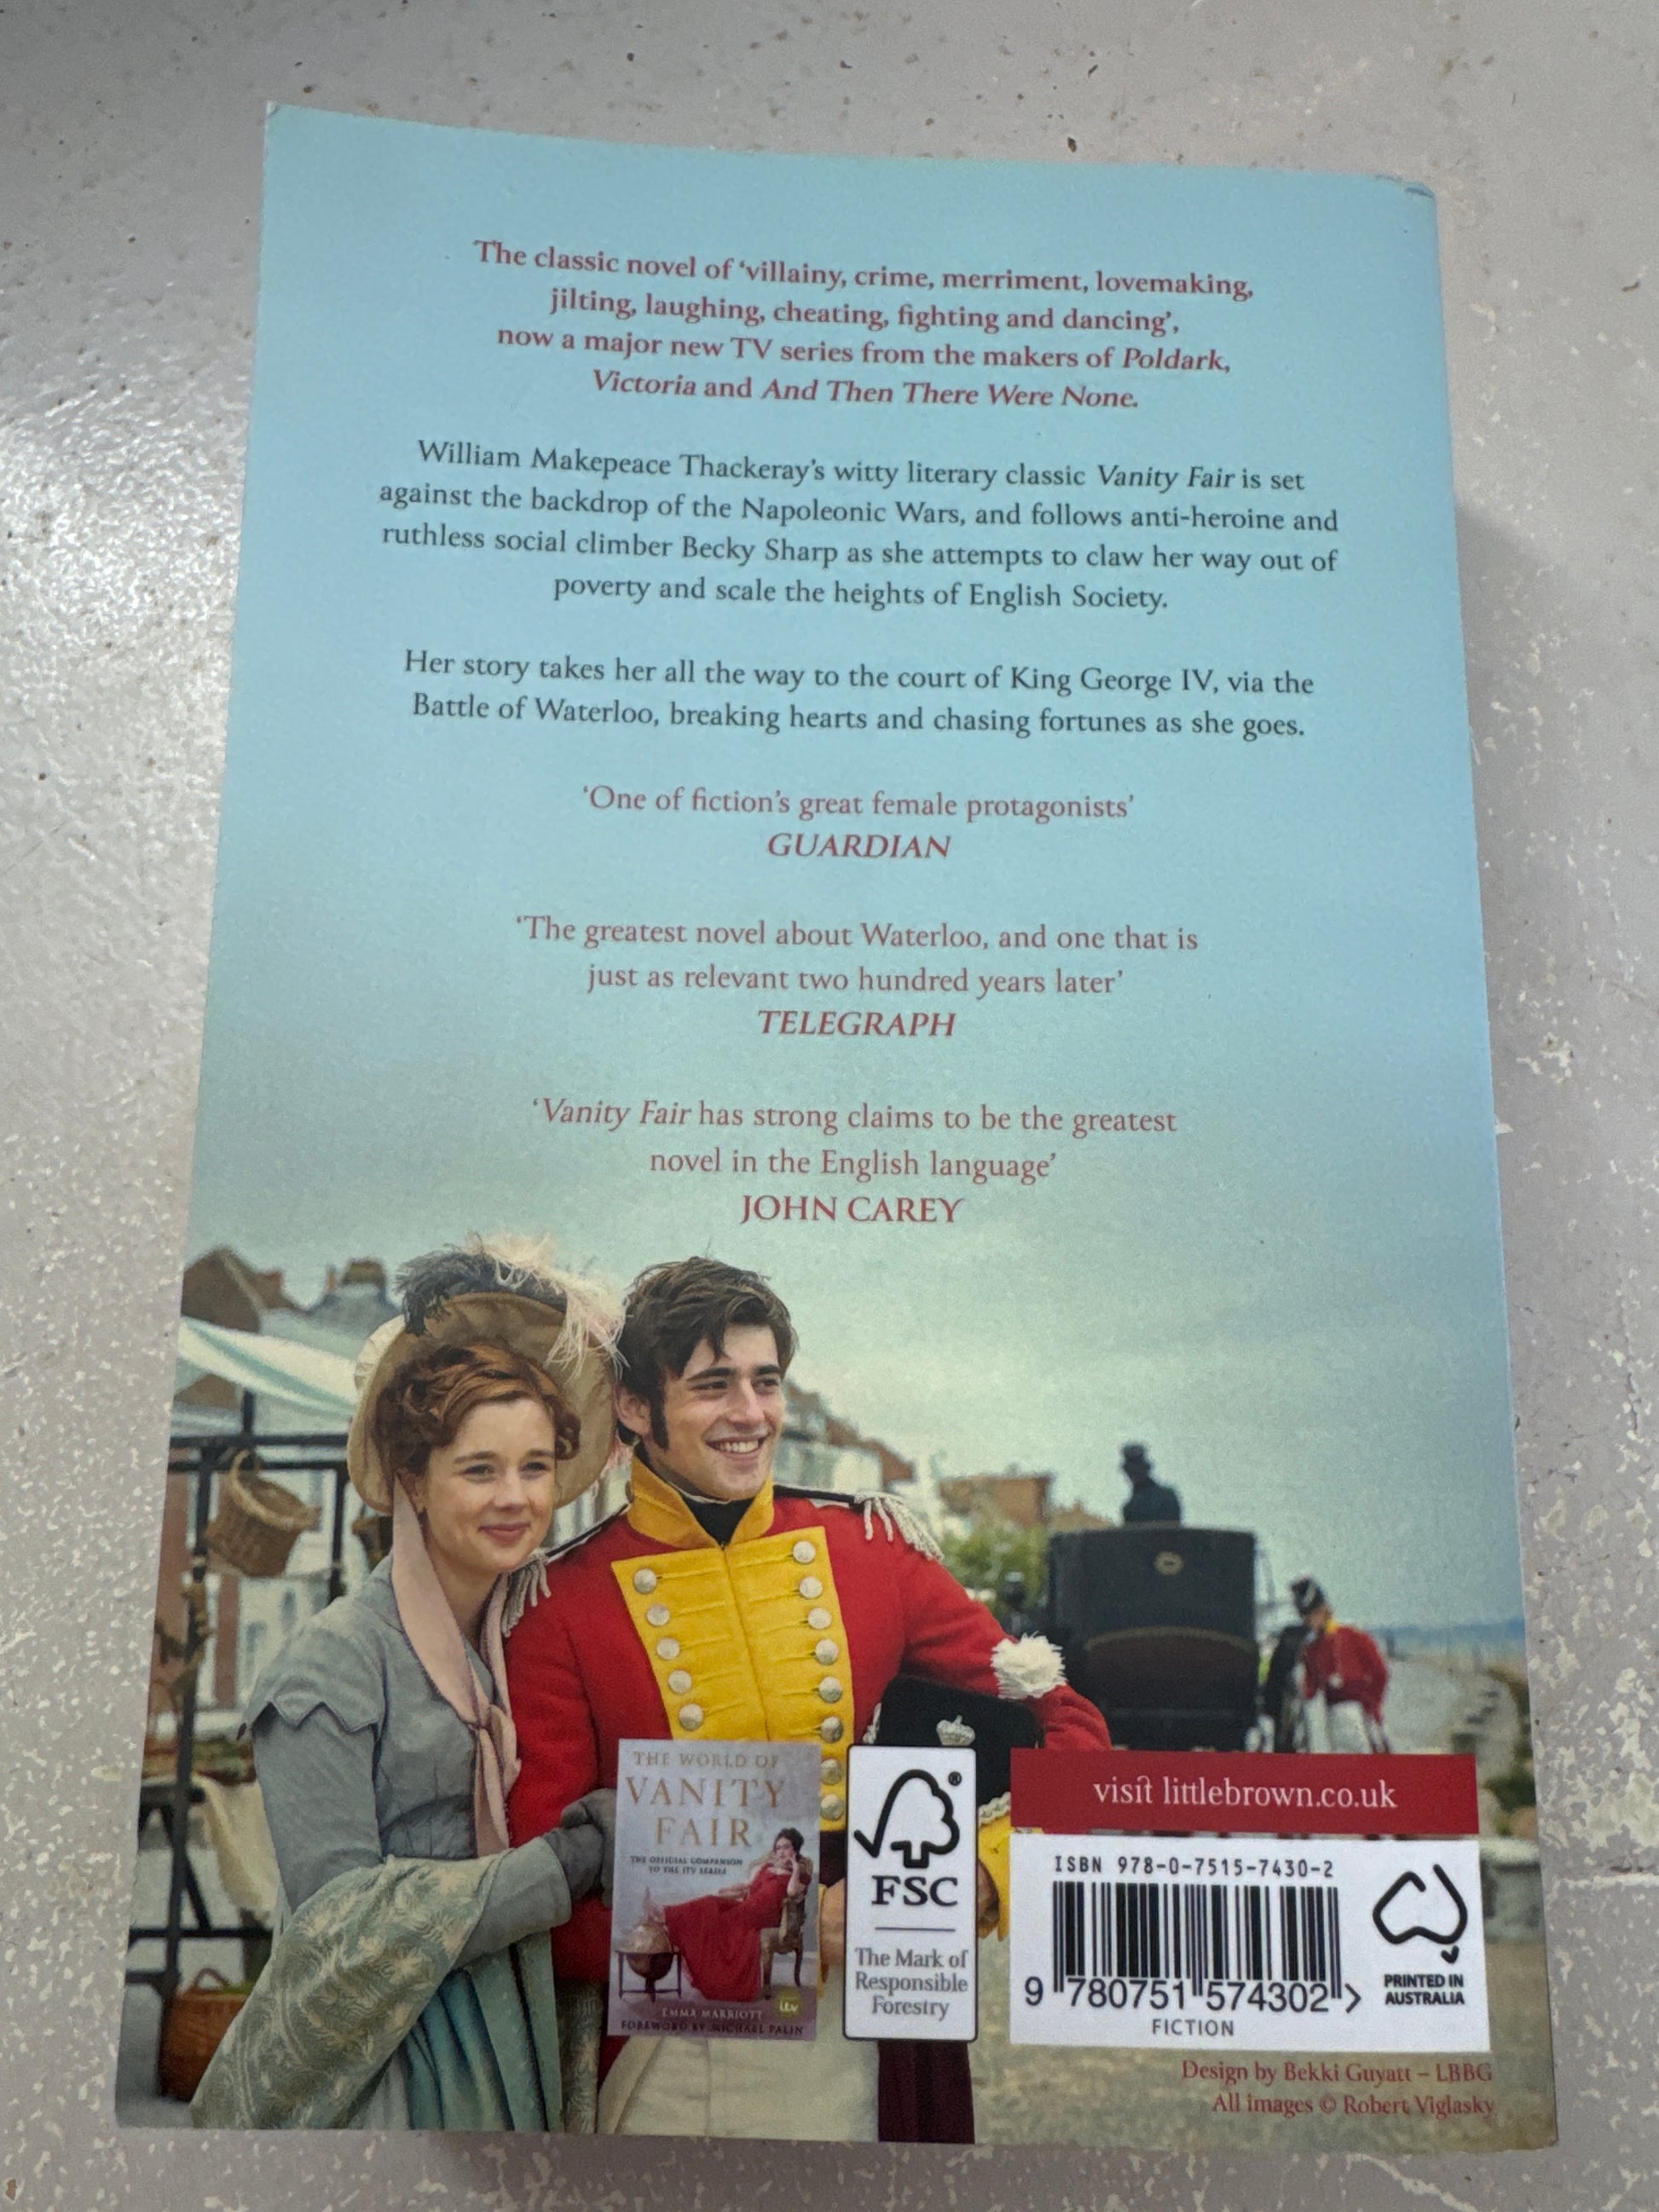 The classic novel of ‘villainy, crime, merriment, lovemaking,
jilting, laughing, cheating, fighting and dancing’,
now a major new TV series from the makers of Poldark,
Victoria and And Then There Were None.
William Makepeace Thackeray’s witty literary classic Vanity Fair is set
against the backdrop of the Napoleonic Wars, and follows anti-heroine and
ruthless social climber Becky Sharp as she attempts to claw her way out of
poverty and scale the heights of English Society.
Her story takes her all the way to the court of King George IV, via the
Battle of Waterloo, breaking hearts and chasing fortunes as she goes.
‘One of fiction’s great female protagonists’
GUARDIAN
‘The greatest novel about Waterloo, and one that is
just as relevant two hundred years later’
TELEGRAPH
‘Vanity Fair has strong claims to be the greatest
novel in the English language’
JOHN CAREY
THE WORLD OF
VANITY
FAIR
THE OFFICIAL COMPANION
TO THE ITV SERIES
EMMA MARRIOTT
FOREWORD BY MICHAEL PALIN
itv
®
FSC
The Mark of
Responsible
Forestry
visit littlebrown.co.uk
ISBN 978-0-7515-7430-2
9 780751 574302 >
FICTION
PRINTED IN
AUSTRALIA
Design by Bekki Guyatt – LBBG
All images © Robert Viglasky